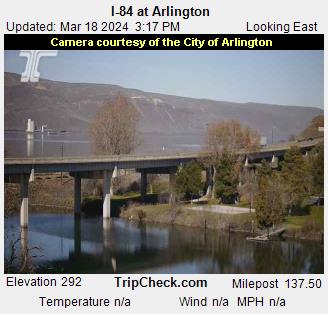 I-84 at Arlington
Updated: Mar 18 2024 3:17 PM Looking East
Camera courtesy of the City of Arlington
Elevation 292 TripCheck.com Milepost 137.50
Temperature n/a Wind n/a MPH n/a